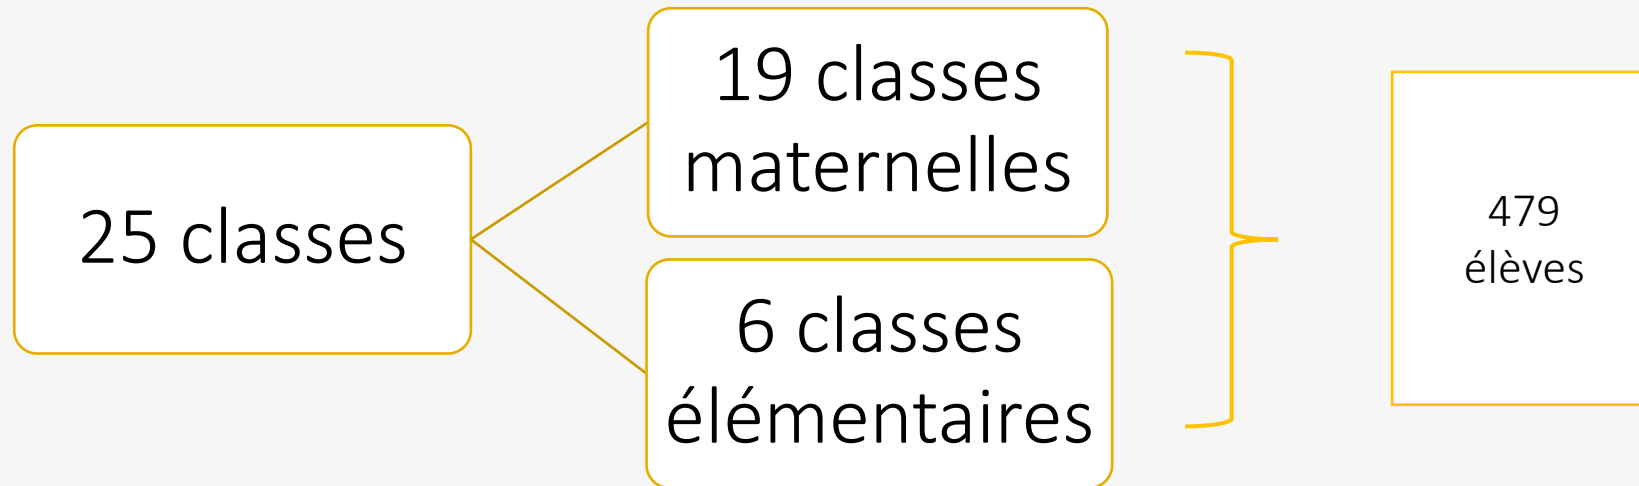 25 classes
19 classes
maternelles
6 classes
élémentaires
479
élèves